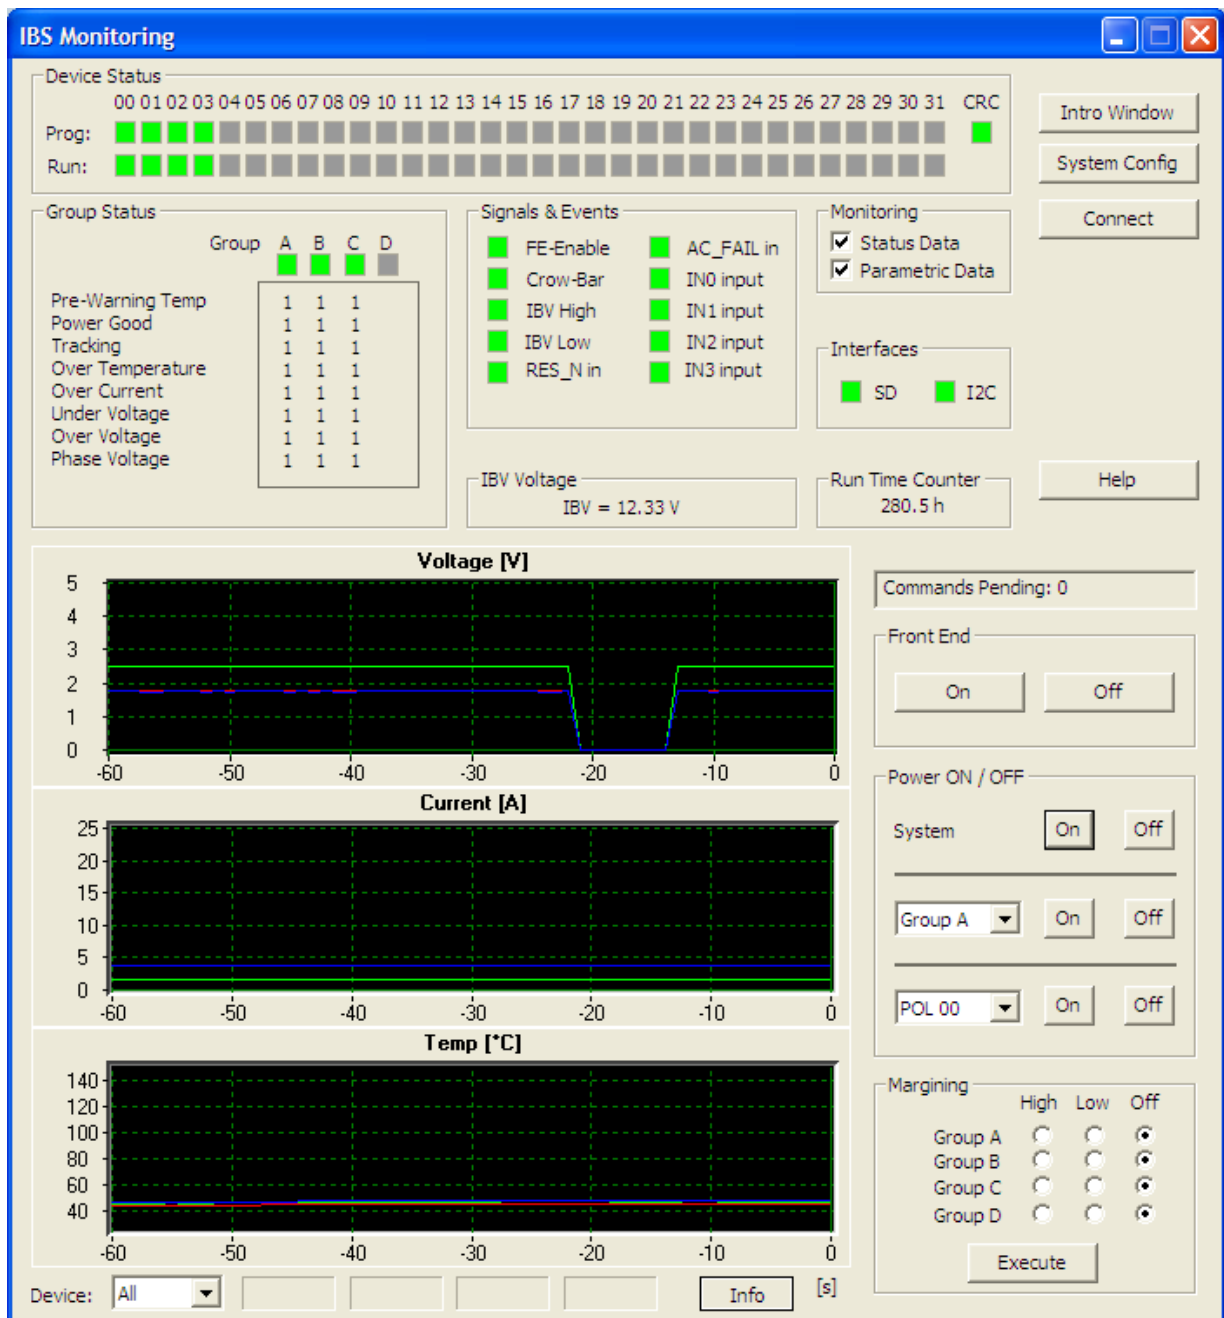 IBS Monitoring
Device Status
00 01 02 03 04 05 06 07 08 09 10 11 12 13 14 15 16 17 18 19 20 21 22 23 24 25 26 27 28 29 30 31 CRC
Prog:
Run:
Intro Window
System Config
Connect
Help
Group Status
Group A B C D
Pre-Warning Temp 1 1 1
Power Good 1 1 1
Tracking 1 1 1
Over Temperature 1 1 1
Over Current 1 1 1
Under Voltage 1 1 1
Over Voltage 1 1 1
Phase Voltage 1 1 1
Signals & Events
FE-Enable AC_FAIL in
Crow-Bar IN0 input
IBV High IN1 input
IBV Low IN2 input
RES_N in IN3 input
Monitoring
Status Data
Parametric Data
Interfaces
SD I2C
IBV Voltage
IBV = 12.33 V
Run Time Counter
280.5 h
Voltage [V]
5
4
3
2
1
0
-60 -50 -40 -30 -20 -10 0
Current [A]
25
20
15
10
5
0
-60 -50 -40 -30 -20 -10 0
Temp [°C]
140
120
100
80
60
40
-60 -50 -40 -30 -20 -10 0
Device: All Info [s]
Commands Pending: 0
Front End
On Off
Power ON / OFF
System On Off
Group A On Off
POL 00 On Off
Margining
High Low Off
Group A
Group B
Group C
Group D
Execute